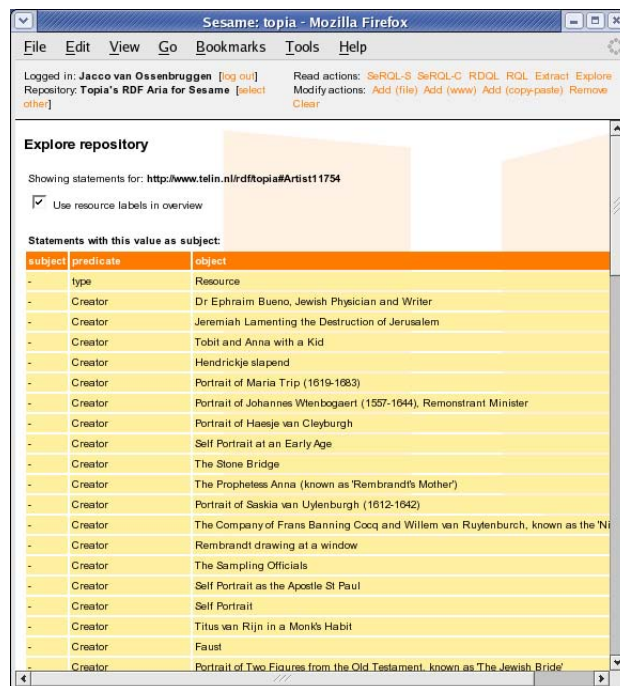 Sesame: topia - Mozilla Firefox
File Edit View Go Bookmarks Tools Help
Logged in: Jacco van Ossenbruggen [log out]
Repository: Topia's RDF Aria for Sesame [select
other]
Read actions: SeRQL-S SeRQL-C RDQL RQL Extract Explore
Modify actions: Add (file) Add (www) Add (copy-paste) Remove
Clear
Explore repository
Showing statements for: http://www.telin.nl/rdf/topia#Artist11754
Use resource labels in overview
Statements with this value as subject:
subject predicate object
- type Resource
- Creator Dr Ephraim Bueno, Jewish Physician and Writer
- Creator Jeremiah Lamenting the Destruction of Jerusalem
- Creator Tobit and Anna with a Kid
- Creator Hendrickje slapend
- Creator Portrait of Maria Trip (1619-1683)
- Creator Portrait of Johannes Wtenbogaert (1557-1644), Remonstrant Minister
- Creator Portrait of Haesje van Cleyburgh
- Creator Self Portrait at an Early Age
- Creator The Stone Bridge
- Creator The Prophetess Anna (known as 'Rembrandt's Mother')
- Creator Portrait of Saskia van Uylenburgh (1612-1642)
- Creator The Company of Frans Banning Cocq and Willem van Ruytenburch, known as the 'Ni
- Creator Rembrandt drawing at a window
- Creator The Sampling Officials
- Creator Self Portrait as the Apostle St Paul
- Creator Self Portrait
- Creator Titus van Rijn in a Monk's Habit
- Creator Faust
- Creator Portrait of Two Figures from the Old Testament, known as 'The Jewish Bride'